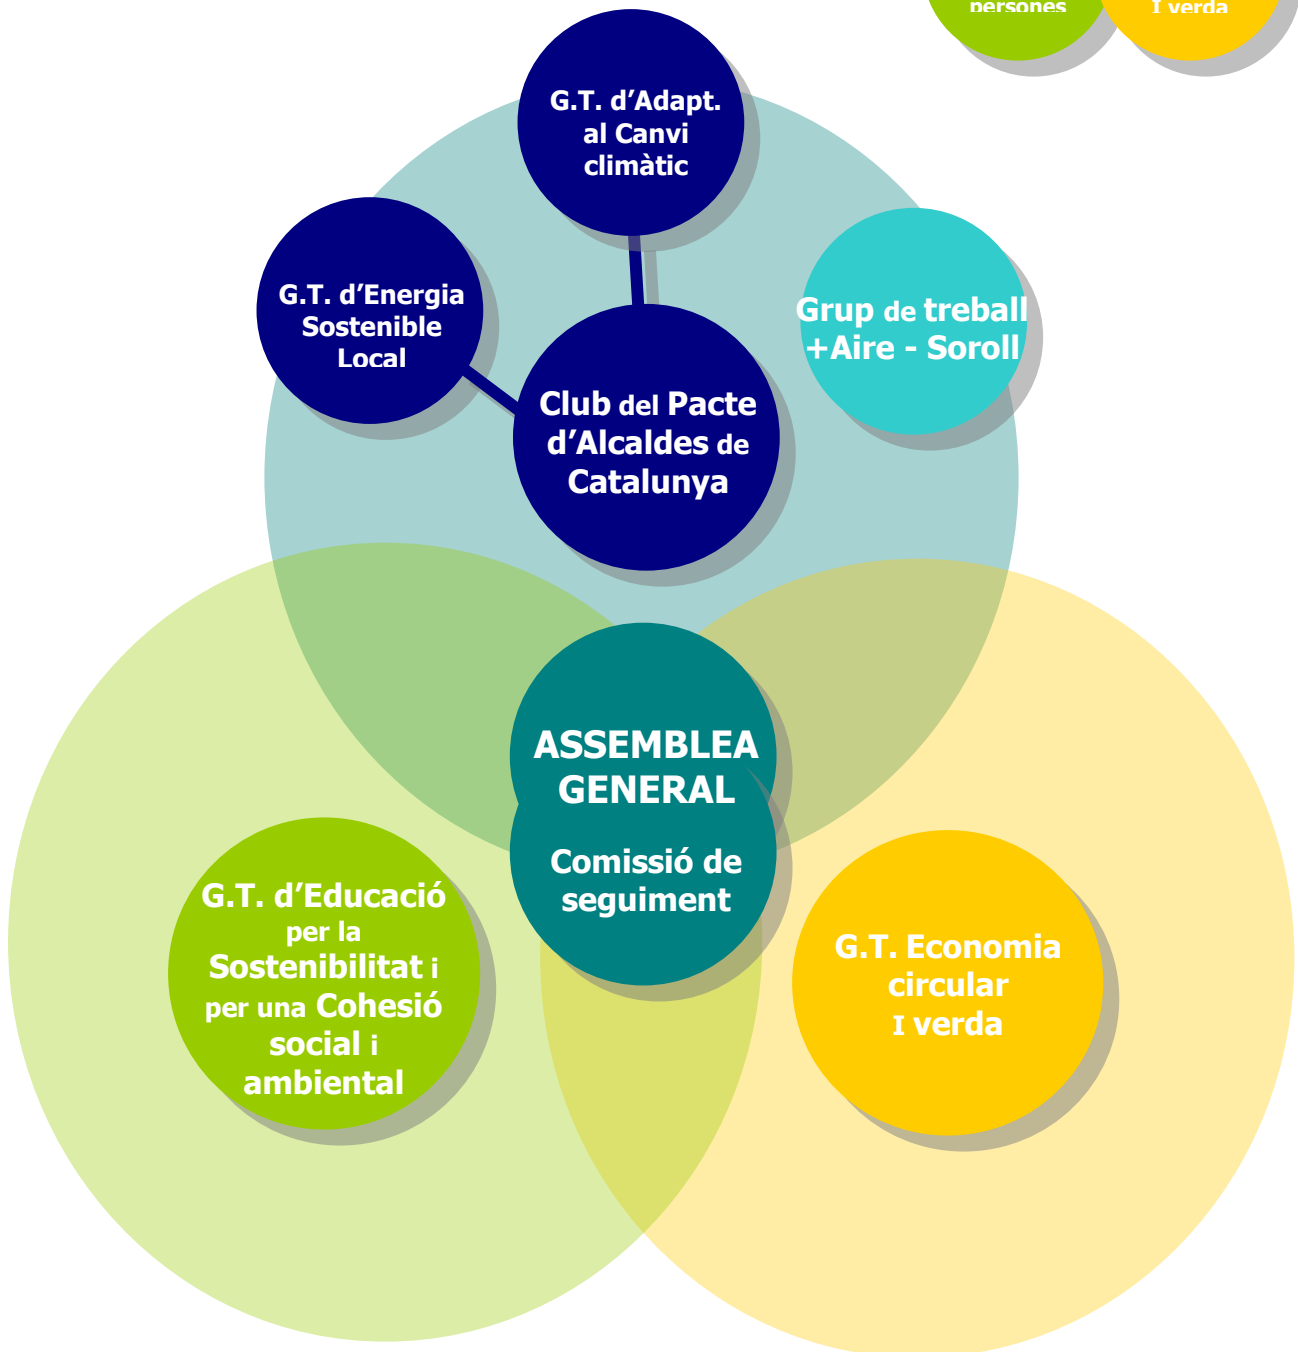 persones
I verda
G.T. d’Adapt.
al Canvi
climàtic
G.T. d’Energia
Sostenible
Local
Grup de treball
+Aire - Soroll
Club del Pacte
d’Alcaldes de
Catalunya
ASSEMBLEA
GENERAL
Comissió de
seguiment
G.T. d’Educació
per la
Sostenibilitat i
per una Cohesió
social i
ambiental
G.T. Economia
circular
I verda